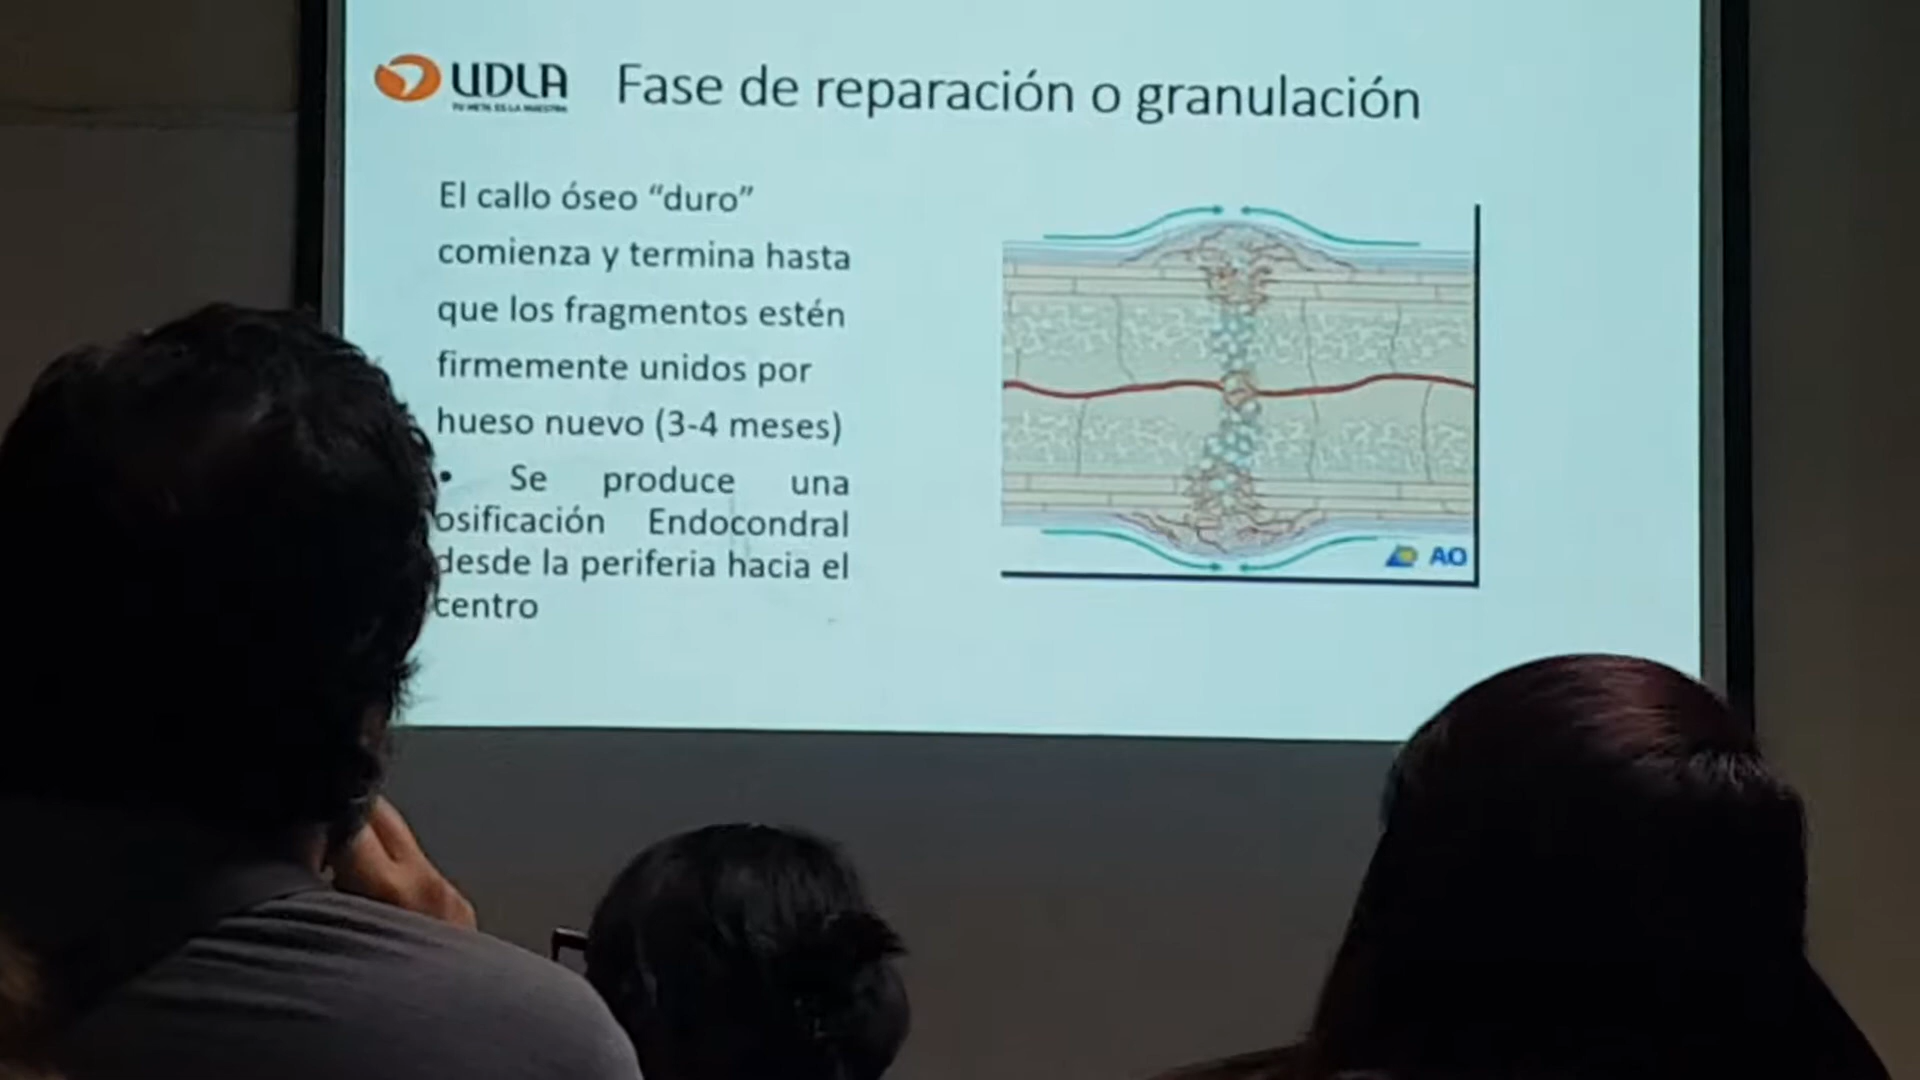 UDLA
Fase de reparación o granulación
El callo óseo “duro”
comienza y termina hasta
que los fragmentos estén
firmemente unidos por
hueso nuevo (3-4 meses)
• Se produce una
osificación Endocondral
desde la periferia hacia el
centro
AO